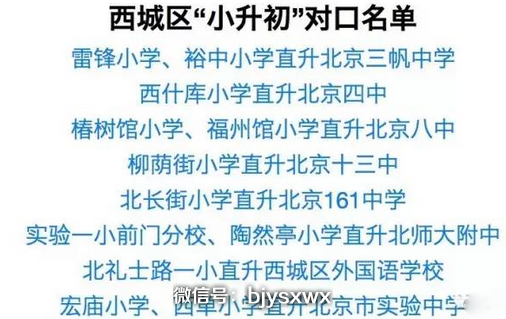 西城区“小升初”对口名单
雷锋小学、裕中小学直升北京三帆中学
西什库小学直升北京四中
椿树馆小学、福州馆小学直升北京八中
柳荫街小学直升北京十三中
北长街小学直升北京161中学
实验一小前门分校、陶然亭小学直升北师大附中
北礼士路一小直升西城区外国语学校
微信号：bjysxwx
宏庙小学、西单小学直升北京市实验中学